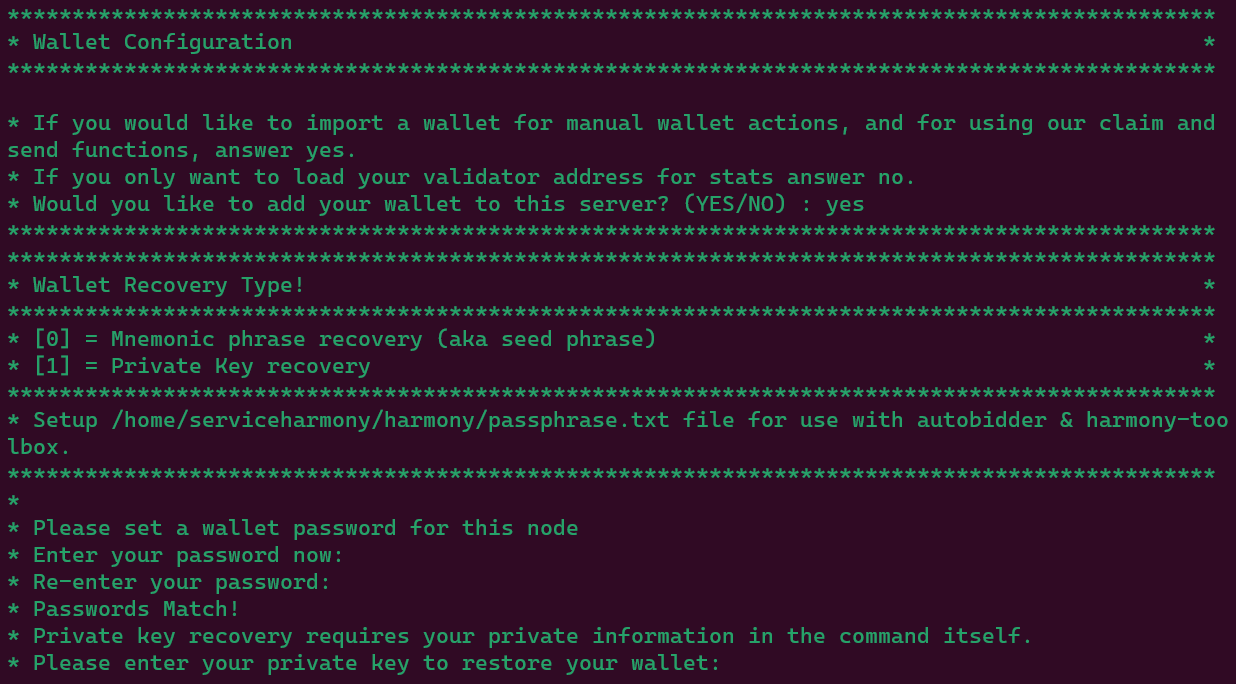 *********************************************************************************************
* Wallet Configuration                                                                      *
*********************************************************************************************
* If you would like to import a wallet for manual wallet actions, and for using our claim and
send functions, answer yes.
* If you only want to load your validator address for stats answer no.
* Would you like to add your wallet to this server? (YES/NO) : yes
*********************************************************************************************
*********************************************************************************************
* Wallet Recovery Type!                                                                     *
*********************************************************************************************
* [0] = Mnemonic phrase recovery (aka seed phrase)                                          *
* [1] = Private Key recovery                                                                *
*********************************************************************************************
* Setup /home/serviceharmony/harmony/passphrase.txt file for use with autobidder & harmony-too
lbox.
*********************************************************************************************
*
* Please set a wallet password for this node
* Enter your password now:
* Re-enter your password:
* Passwords Match!
* Private key recovery requires your private information in the command itself.
* Please enter your private key to restore your wallet: